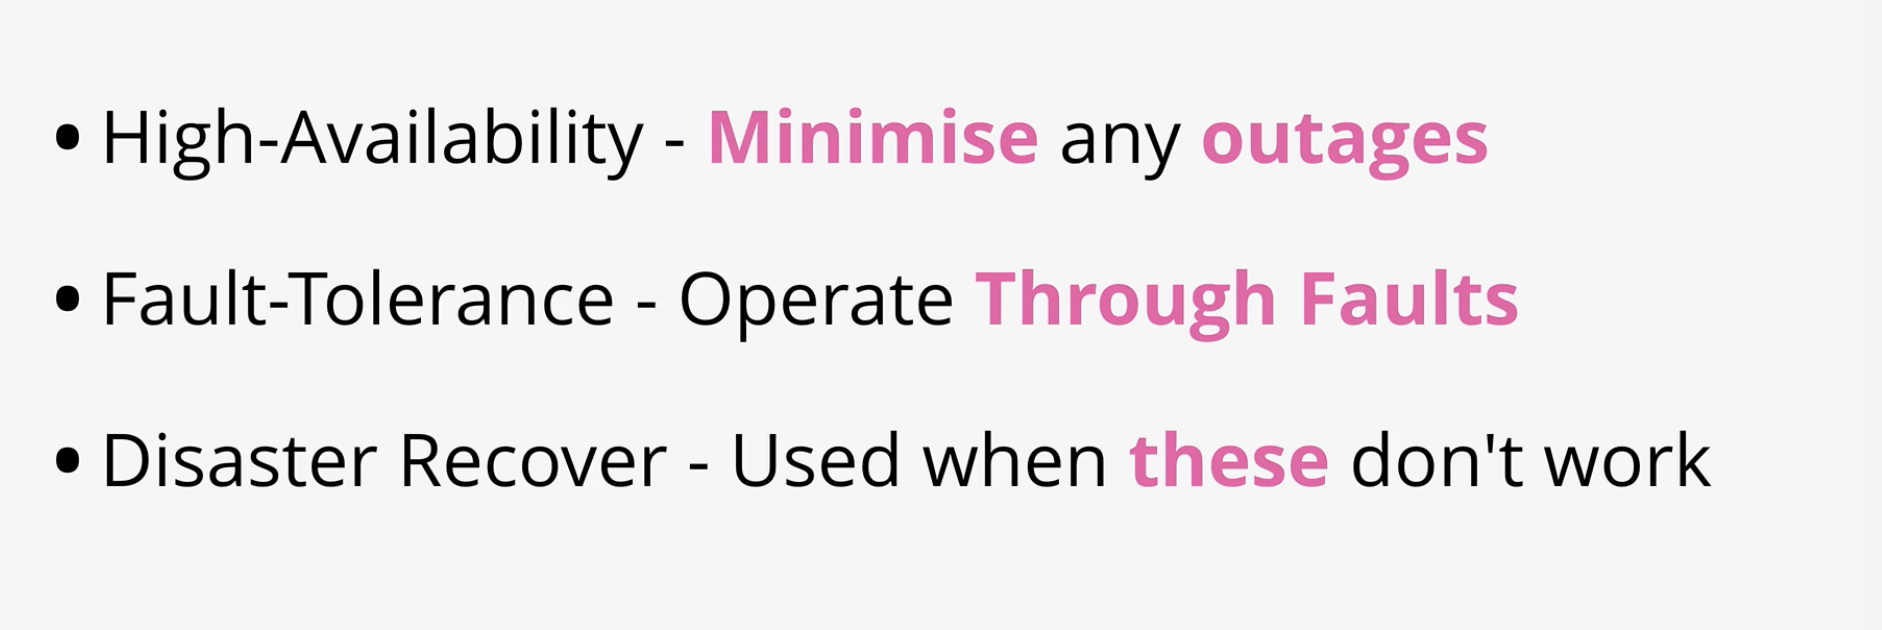 • High-Availability - Minimise any outages
• Fault-Tolerance - Operate Through Faults
• Disaster Recover - Used when these don't work